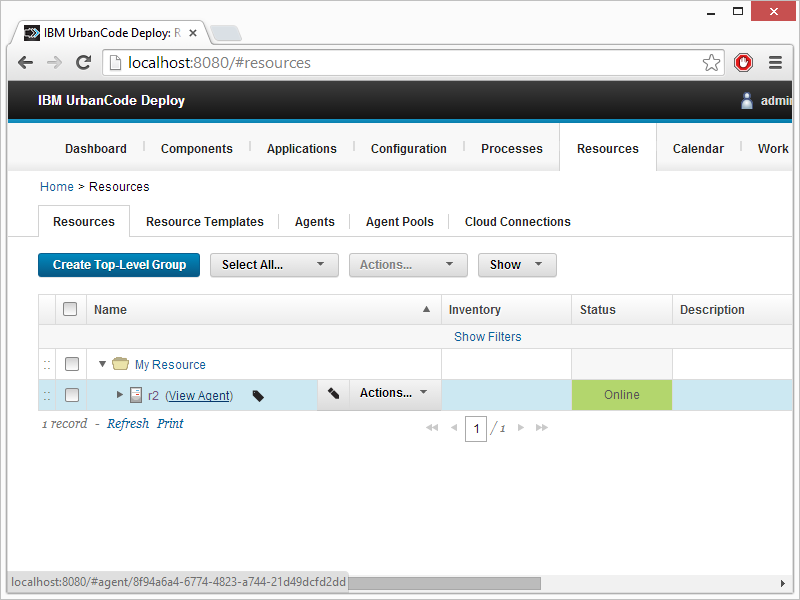 IBM UrbanCode Deploy: R
localhost:8080/#resources
IBM UrbanCode Deploy admin
Dashboard Components Applications Configuration Processes Resources Calendar Work
Home > Resources
Resources Resource Templates Agents Agent Pools Cloud Connections
Create Top-Level Group Select All... Actions... Show
Name Inventory Status Description
Show Filters
My Resource
r2 (View Agent) Actions... Online
1 record - Refresh Print 1 / 1
localhost:8080/#agent/8f94a6a4-6774-4823-a744-21d49dcfd2dd